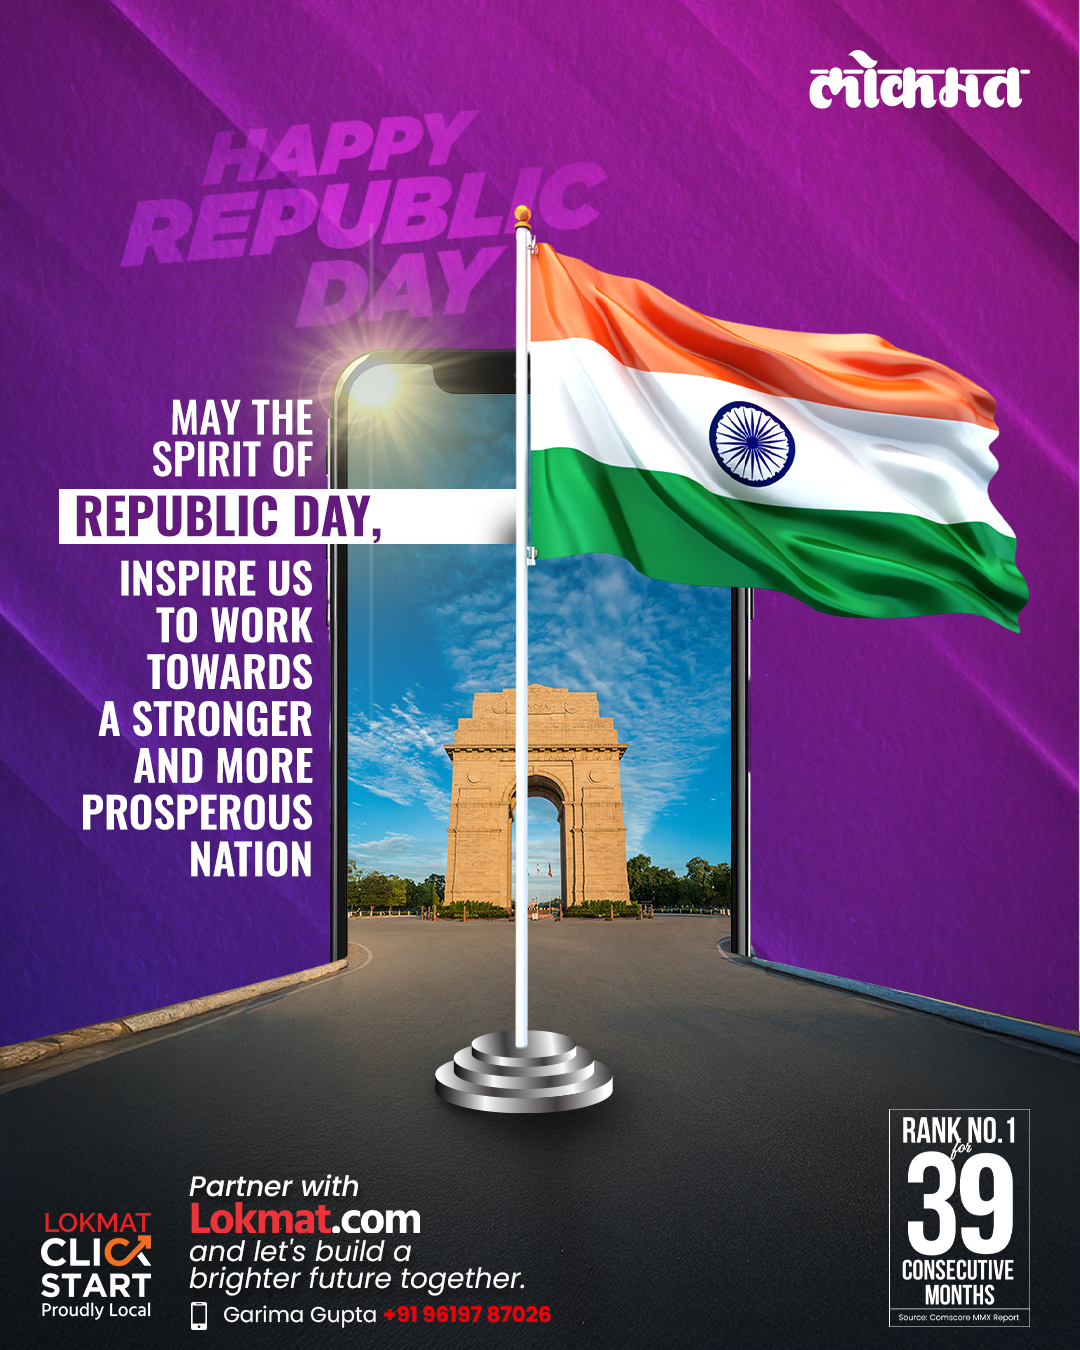 लोकमत
HAPPY
REPUBLIC
DAY
MAY THE
SPIRIT OF
REPUBLIC DAY,
INSPIRE US
TO WORK
TOWARDS
A STRONGER
AND MORE
PROSPEROUS
NATION
LOKMAT
CLICK
START
Proudly Local
Partner with
Lokmat.com
and let's build a
brighter future together.
Garima Gupta +91 96197 87026
RANK NO.1
for
39
CONSECUTIVE
MONTHS
Source: Comscore MMX Report